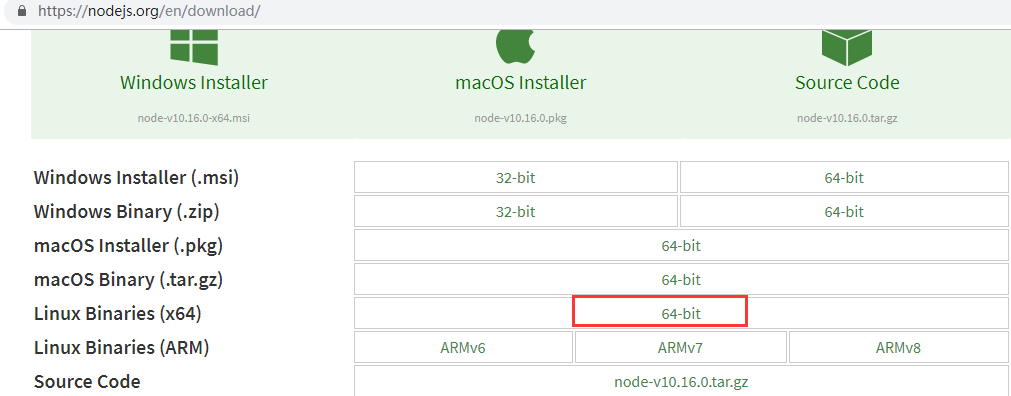 https://nodejs.org/en/download/
Windows Installer macOS Installer Source Code
node-v10.16.0-x64.msi node-v10.16.0.pkg node-v10.16.0.tar.gz
Windows Installer (.msi) 32-bit 64-bit
Windows Binary (.zip) 32-bit 64-bit
macOS Installer (.pkg) 64-bit
macOS Binary (.tar.gz) 64-bit
Linux Binaries (x64) 64-bit
Linux Binaries (ARM) ARMv6 ARMv7 ARMv8
Source Code node-v10.16.0.tar.gz